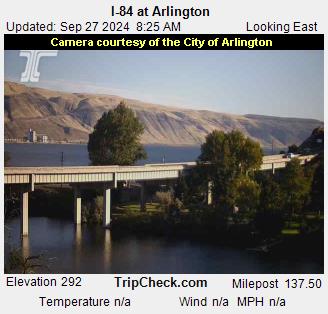 I-84 at Arlington
Updated: Sep 27 2024 8:25 AM Looking East
Camera courtesy of the City of Arlington
Elevation 292 TripCheck.com Milepost 137.50
Temperature n/a Wind n/a MPH n/a